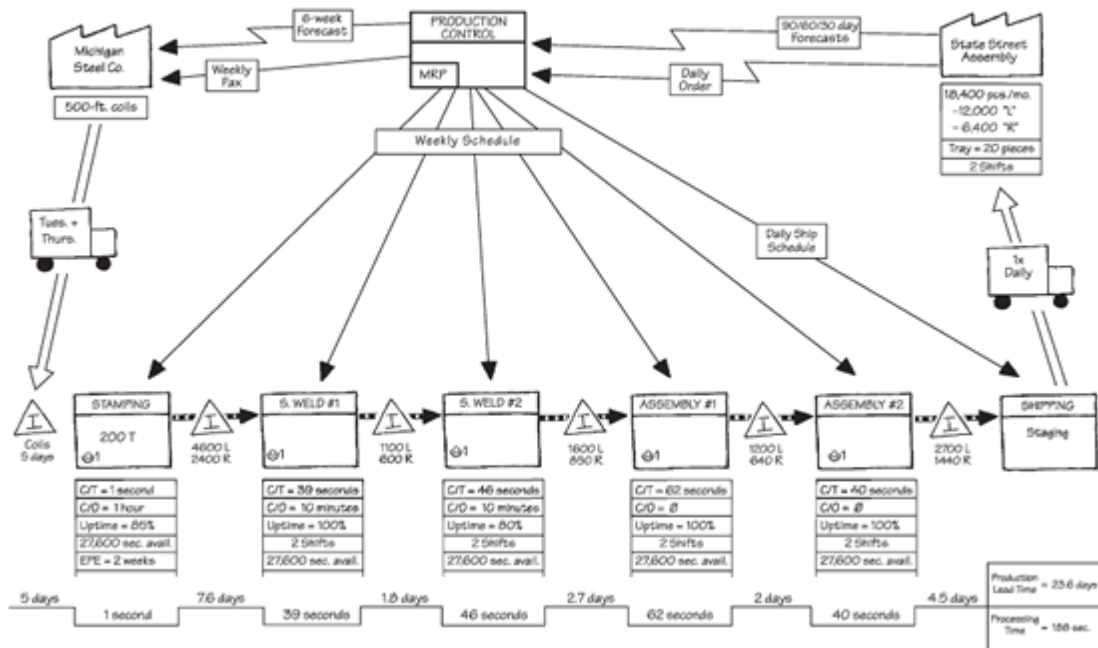 Michigan
Steel Co.
500-ft. coils
6-week
Forecast
Weekly
Fax
PRODUCTION
CONTROL
MRP
90/60/30 day
Forecasts
Daily
Order
State Street
Assembly
18,400 pcs./mo.
-12,000 "L"
- 6,400 "R"
Tray = 20 pieces
2 Shifts
Weekly Schedule
Tues. +
Thurs.
Daily Ship
Schedule
1x
Daily
I
Coils
5 days
STAMPING
200 T
1
I
4600 L
2400 R
S. WELD #1
1
I
1100 L
600 R
S. WELD #2
1
I
1600 L
850 R
ASSEMBLY #1
1
I
1200 L
640 R
ASSEMBLY #2
1
I
2700 L
1440 R
SHIPPING
Staging
C/T = 1 second
C/O = 1 hour
Uptime = 85%
27,600 sec. avail.
EPE = 2 weeks
C/T = 39 seconds
C/O = 10 minutes
Uptime = 100%
2 Shifts
27,600 sec. avail.
C/T = 46 seconds
C/O = 10 minutes
Uptime = 80%
2 Shifts
27,600 sec. avail.
C/T = 62 seconds
C/O = Ø
Uptime = 100%
2 Shifts
27,600 sec. avail.
C/T = 40 seconds
C/O = Ø
Uptime = 100%
2 Shifts
27,600 sec. avail.
5 days
1 second
7.6 days
39 seconds
1.8 days
46 seconds
2.7 days
62 seconds
2 days
40 seconds
4.5 days
Production
Lead Time = 23.6 days
Processing
Time = 188 sec.